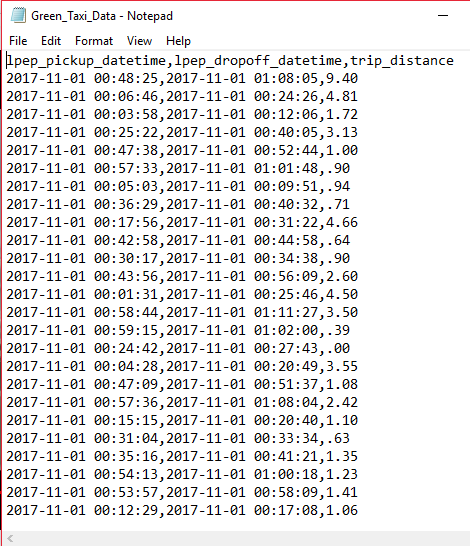 Green_Taxi_Data - Notepad
File Edit Format View Help
lpep_pickup_datetime,lpep_dropoff_datetime,trip_distance
2017-11-01 00:48:25,2017-11-01 01:08:05,9.40
2017-11-01 00:06:46,2017-11-01 00:24:26,4.81
2017-11-01 00:03:58,2017-11-01 00:12:06,1.72
2017-11-01 00:25:22,2017-11-01 00:40:05,3.13
2017-11-01 00:47:38,2017-11-01 00:52:44,1.00
2017-11-01 00:57:33,2017-11-01 01:01:48,.90
2017-11-01 00:05:03,2017-11-01 00:09:51,.94
2017-11-01 00:36:29,2017-11-01 00:40:32,.71
2017-11-01 00:17:56,2017-11-01 00:31:22,4.66
2017-11-01 00:42:58,2017-11-01 00:44:58,.64
2017-11-01 00:30:17,2017-11-01 00:34:38,.90
2017-11-01 00:43:56,2017-11-01 00:56:09,2.60
2017-11-01 00:01:31,2017-11-01 00:25:46,4.50
2017-11-01 00:58:44,2017-11-01 01:11:27,3.50
2017-11-01 00:59:15,2017-11-01 01:02:00,.39
2017-11-01 00:24:42,2017-11-01 00:27:43,.00
2017-11-01 00:04:28,2017-11-01 00:20:49,3.55
2017-11-01 00:47:09,2017-11-01 00:51:37,1.08
2017-11-01 00:57:36,2017-11-01 01:08:04,2.42
2017-11-01 00:15:15,2017-11-01 00:20:40,1.10
2017-11-01 00:31:04,2017-11-01 00:33:34,.63
2017-11-01 00:35:16,2017-11-01 00:41:21,1.35
2017-11-01 00:54:13,2017-11-01 01:00:18,1.23
2017-11-01 00:53:57,2017-11-01 00:58:09,1.41
2017-11-01 00:12:29,2017-11-01 00:17:08,1.06